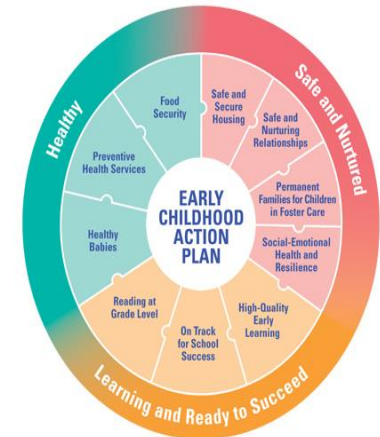 Healthy
Safe and Nurtured
Learning and Ready to Succeed
EARLY
CHILDHOOD
ACTION
PLAN
Food
Security
Safe and
Secure
Housing
Safe and
Nurturing
Relationships
Permanent
Families for Children
in Foster Care
Social-Emotional
Health and
Resilience
High-Quality
Early
Learning
On Track
for School
Success
Reading at
Grade Level
Healthy
Babies
Preventive
Health Services